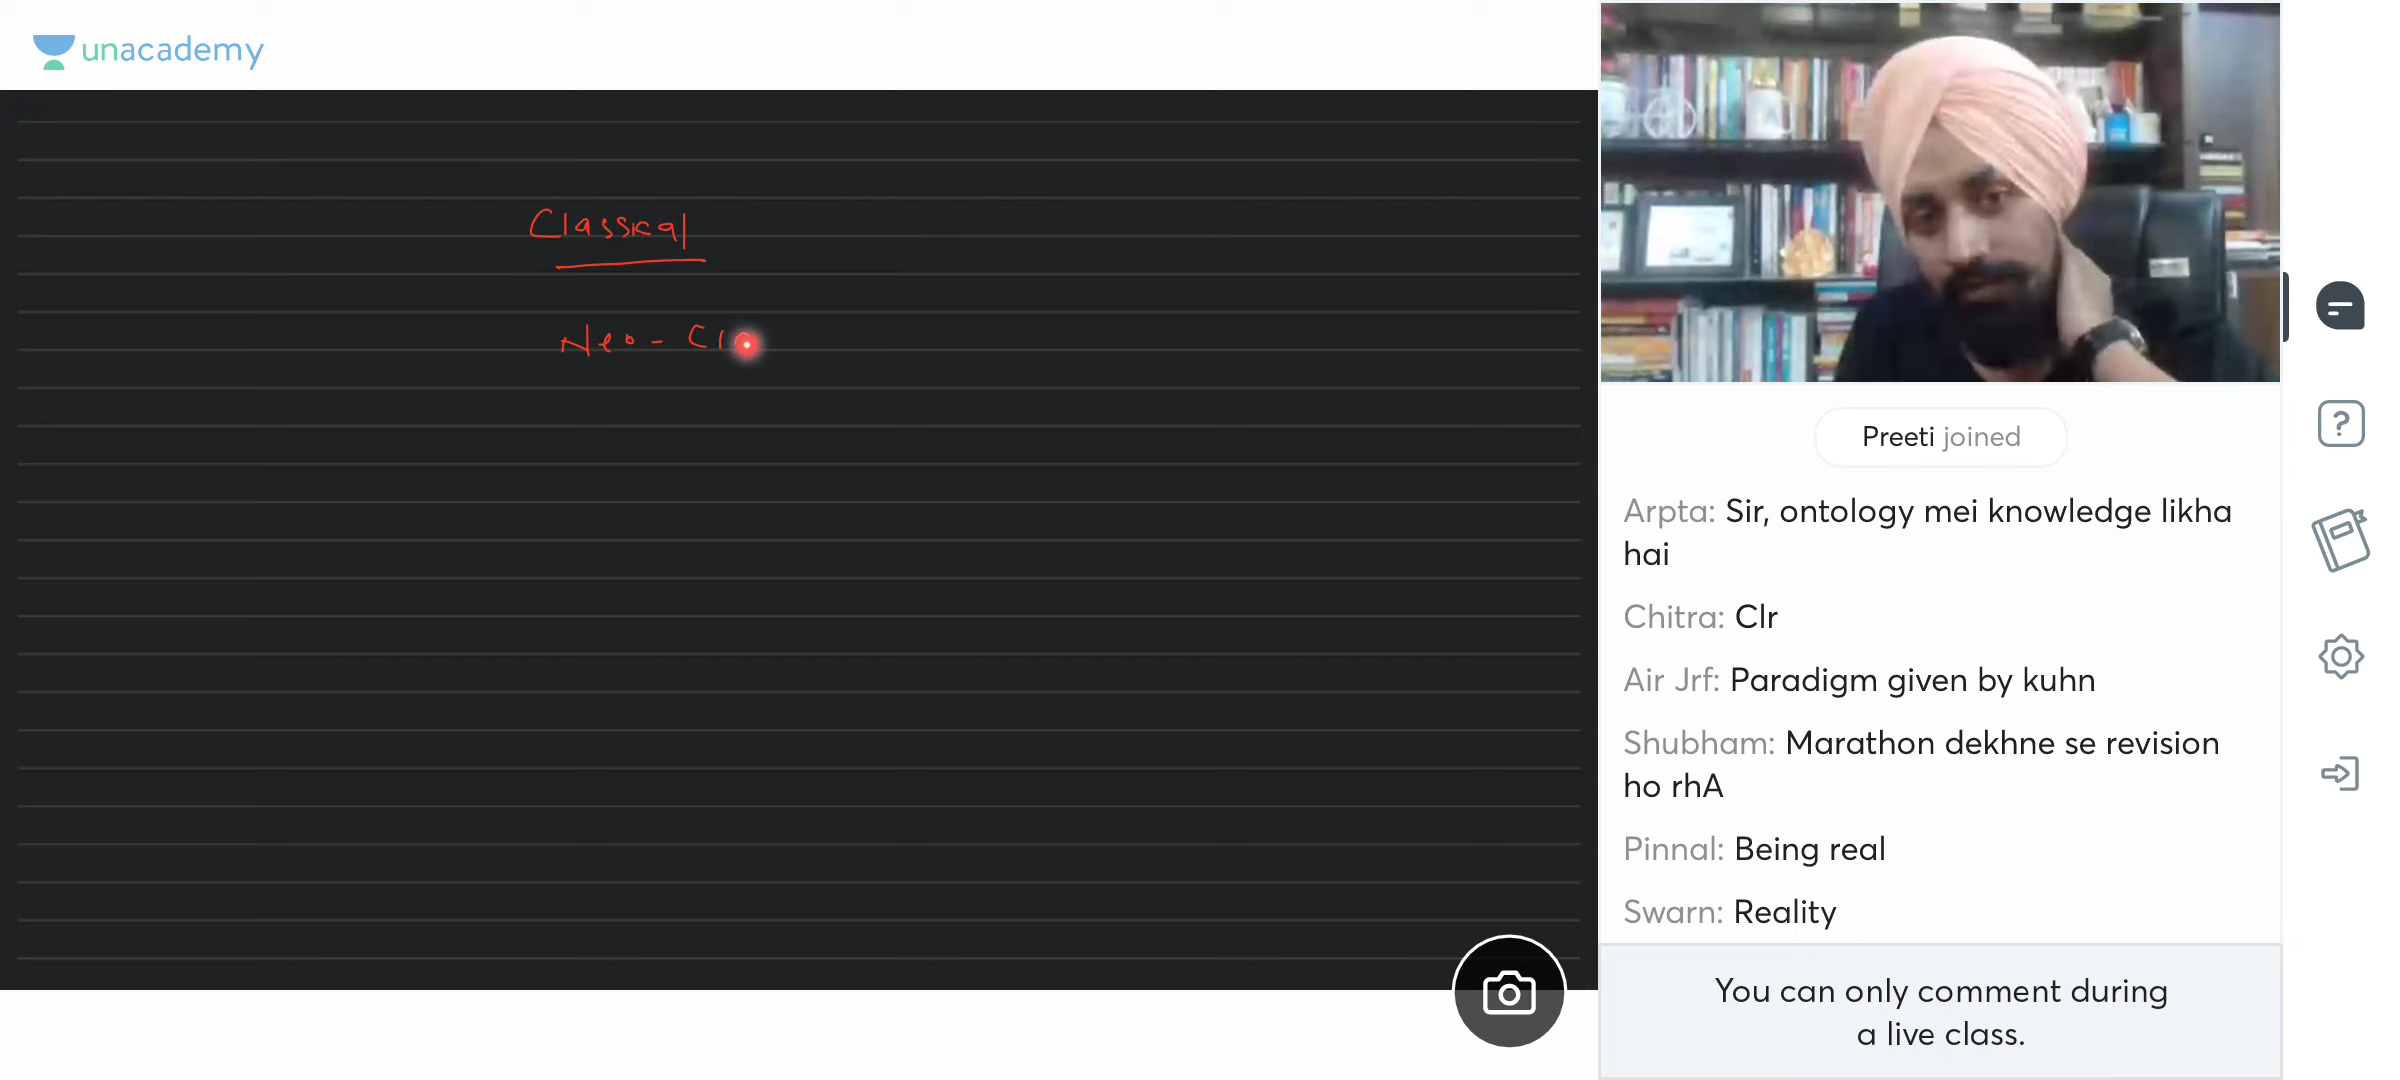 unacademy
Classical
Neo - Cl
Preeti joined
Arpta: Sir, ontology mei knowledge likha
hai
Chitra: Clr
Air Jrf: Paradigm given by kuhn
Shubham: Marathon dekhne se revision
ho rhA
Pinnal: Being real
Swarn: Reality
You can only comment during
a live class.